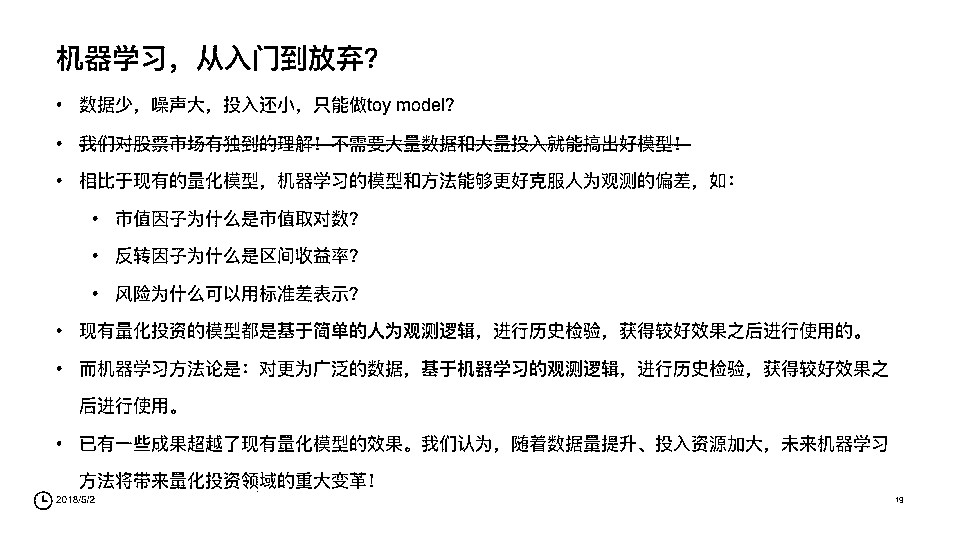 机器学习，从入门到放弃？
• 数据少，噪声大，投入还小，只能做toy model?
• 我们对股票市场有独到的理解！不需要大量数据和大量投入就能搞出好模型！
• 相比于现有的量化模型，机器学习的模型和方法能够更好克服人为观测的偏差，如：
• 市值因子为什么是市值取对数？
• 反转因子为什么是区间收益率？
• 风险为什么可以用标准差表示？
• 现有量化投资的模型都是基于简单的人为观测逻辑，进行历史检验，获得较好效果之后进行使用的。
• 而机器学习方法论是：对更为广泛的数据，基于机器学习的观测逻辑，进行历史检验，获得较好效果之
后进行使用。
• 已有一些成果超越了现有量化模型的效果。我们认为，随着数据量提升、投入资源加大，未来机器学习
方法将带来量化投资领域的重大变革！
2018/5/2
19